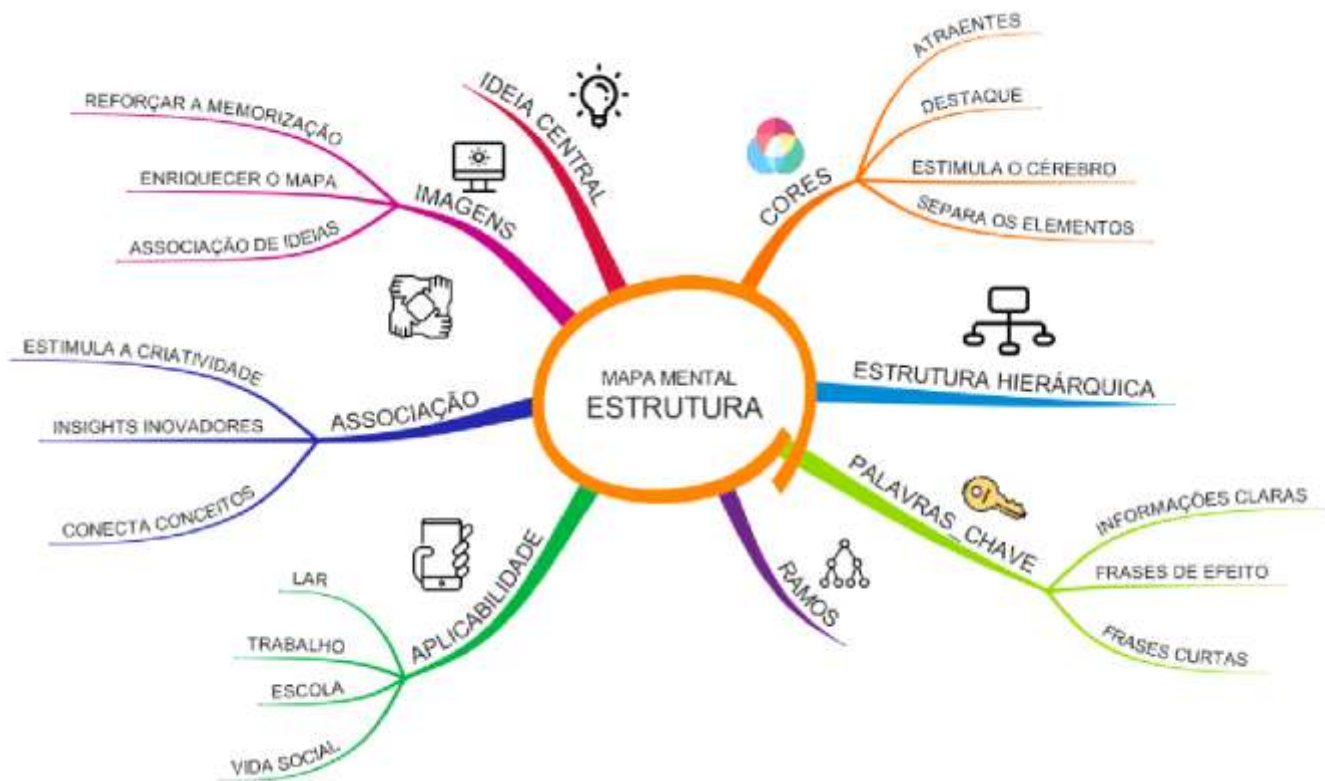 MAPA MENTAL
ESTRUTURA
IDEIA CENTRAL
CORES
ATRAENTES
DESTAQUE
ESTIMULA O CÉREBRO
SEPARA OS ELEMENTOS
ESTRUTURA HIERÁRQUICA
PALAVRAS_CHAVE
INFORMAÇÕES CLARAS
FRASES DE EFEITO
FRASES CURTAS
RAMOS
APLICABILIDADE
LAR
TRABALHO
ESCOLA
VIDA SOCIAL
ASSOCIAÇÃO
ESTIMULA A CRIATIVIDADE
INSIGHTS INOVADORES
CONECTA CONCEITOS
IMAGENS
REFORÇAR A MEMORIZAÇÃO
ENRIQUECER O MAPA
ASSOCIAÇÃO DE IDEIAS